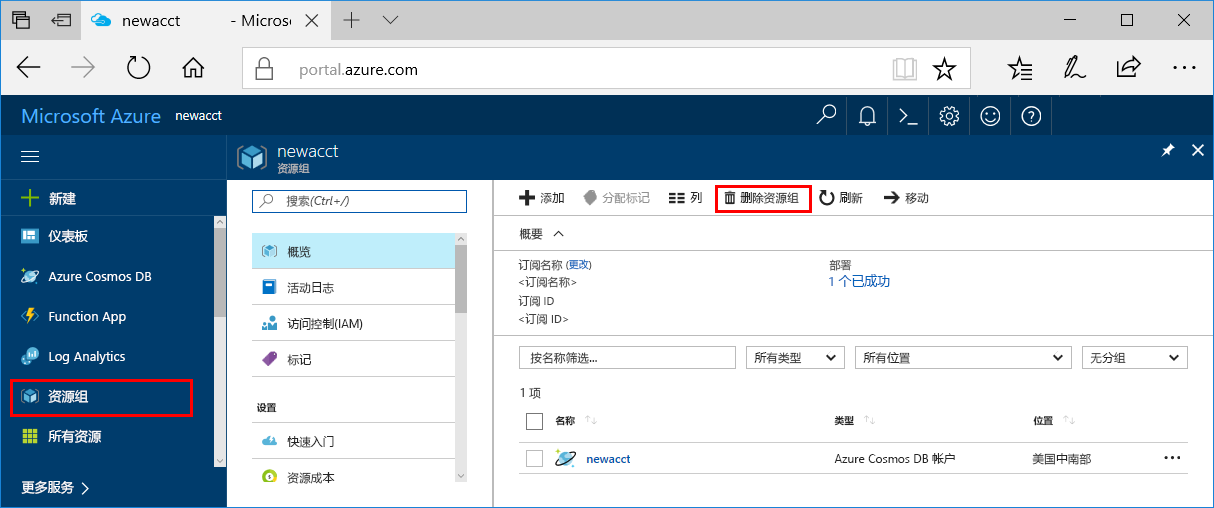 newacct - Microso
portal.azure.com
Microsoft Azure newacct
newacct
资源组
新建
仪表板
Azure Cosmos DB
Function App
Log Analytics
资源组
所有资源
更多服务
搜索(Ctrl+/)
概览
活动日志
访问控制(IAM)
标记
设置
快速入门
资源成本
添加 分配标记 列 删除资源组 刷新 移动
概要
订阅名称 (更改) 部署
<订阅名称> 1 个已成功
订阅 ID
<订阅 ID>
按名称筛选... 所有类型 所有位置 无分组
1 项
名称 类型 位置
newacct Azure Cosmos DB 帐户 美国中南部